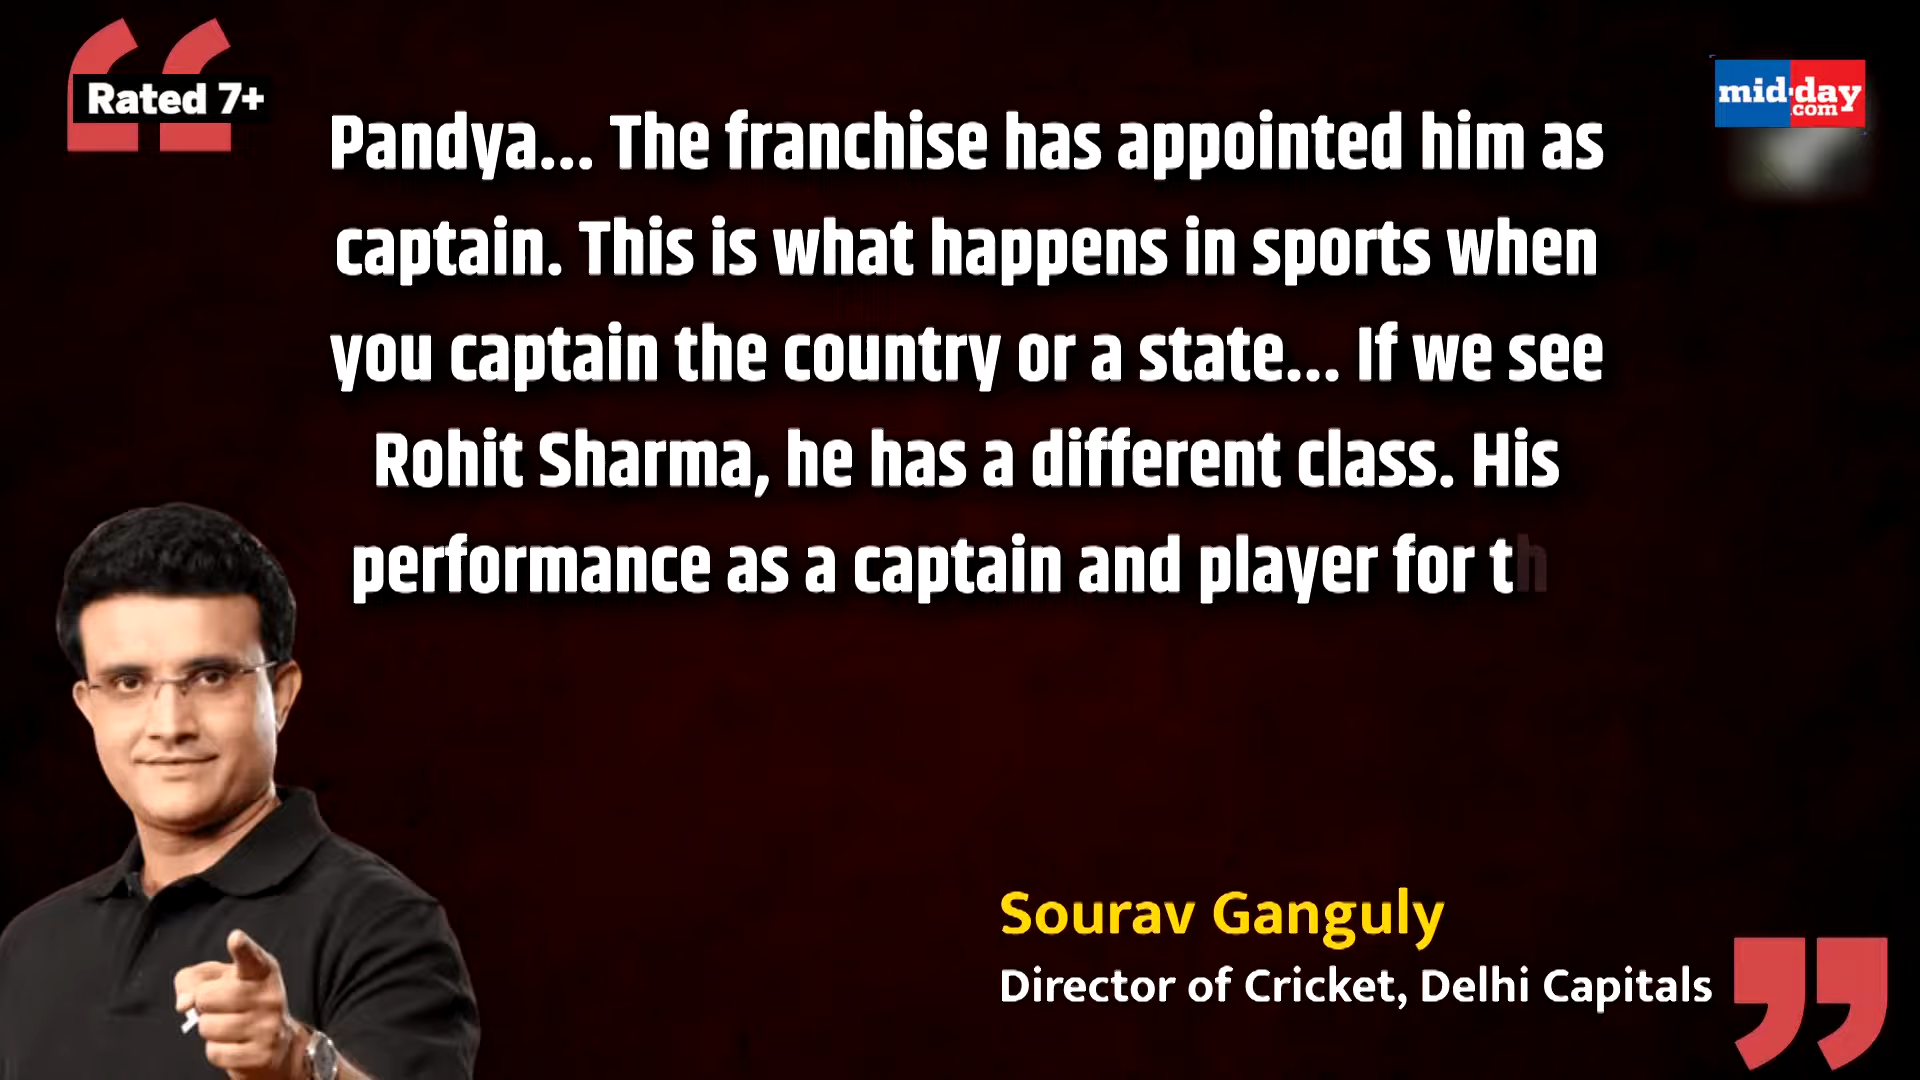 Rated 7+
mid-day
.com
Pandya... The franchise has appointed him as
captain. This is what happens in sports when
you captain the country or a state... If we see
Rohit Sharma, he has a different class. His
performance as a captain and player for th
Sourav Ganguly
Director of Cricket, Delhi Capitals